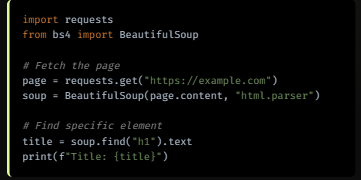 import requests
from bs4 import BeautifulSoup
# Fetch the page
page = requests.get("https://example.com")
soup = BeautifulSoup(page.content, "html.parser")
# Find specific element
title = soup.find("h1").text
print(f"Title: {title}")